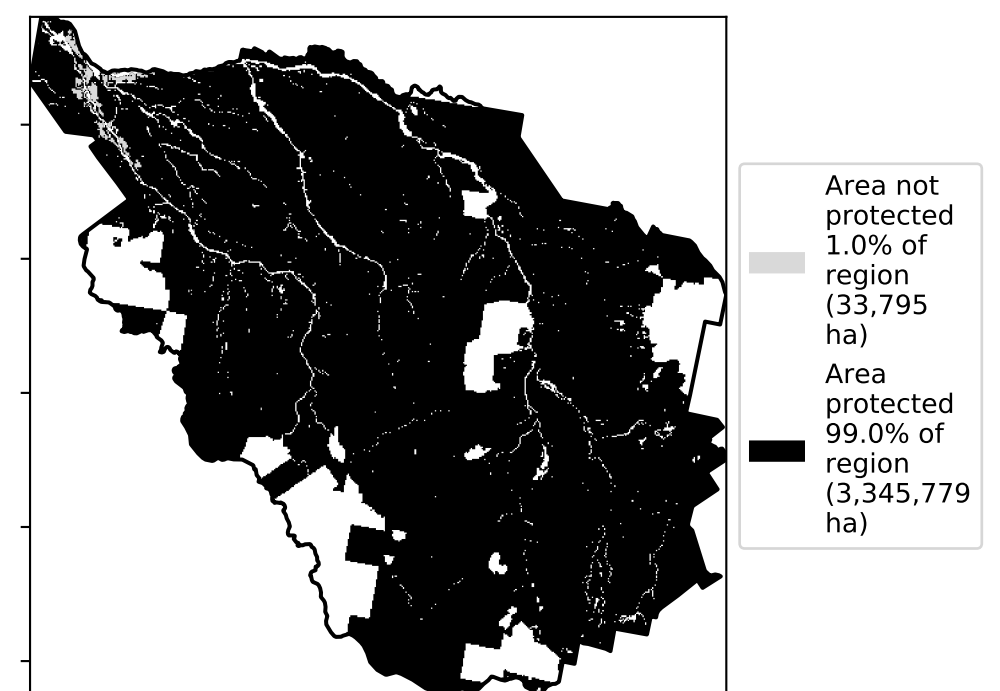 Area not
protected
1.0% of
region
(33,795
ha)
Area
protected
99.0% of
region
(3,345,779
ha)